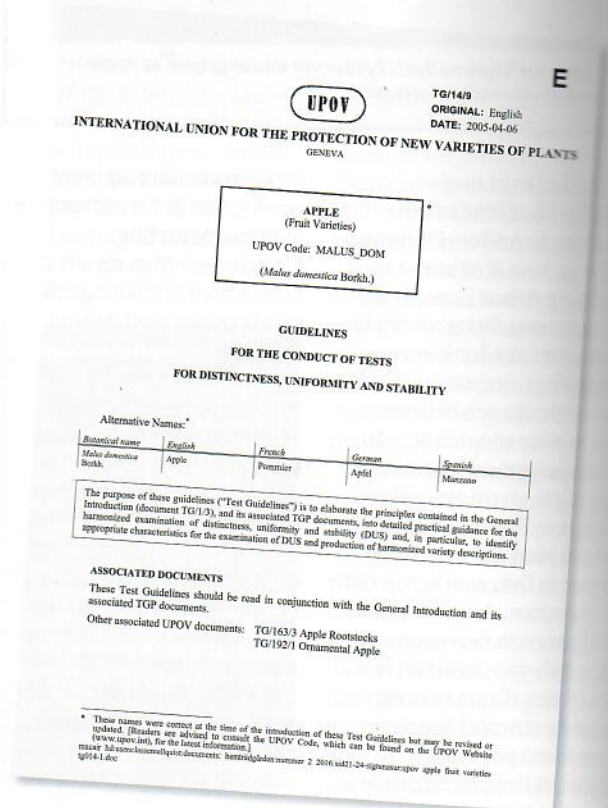 E
UPOV
TG/14/9
ORIGINAL: English
DATE: 2005-04-06
INTERNATIONAL UNION FOR THE PROTECTION OF NEW VARIETIES OF PLANTS
GENEVA
*
APPLE
(Fruit Varieties)
UPOV Code: MALUS_DOM
(Malus domestica Borkh.)
GUIDELINES
FOR THE CONDUCT OF TESTS
FOR DISTINCTNESS, UNIFORMITY AND STABILITY
Alternative Names:*
Botanical name English French German Spanish
Malus domestica Apple Pommier Apfel Manzano
Borkh.
The purpose of these guidelines ("Test Guidelines") is to elaborate the principles contained in the General
Introduction (document TG/1/3), and its associated TGP documents, into detailed practical guidance for the
harmonized examination of distinctness, uniformity and stability (DUS) and, in particular, to identify
appropriate characteristics for the examination of DUS and production of harmonized variety descriptions.
ASSOCIATED DOCUMENTS
These Test Guidelines should be read in conjunction with the General Introduction and its
associated TGP documents.
Other associated UPOV documents: TG/163/3 Apple Rootstocks
TG/192/1 Ornamental Apple
* These names were correct at the time of the introduction of these Test Guidelines but may be revised or
updated. [Readers are advised to consult the UPOV Code, which can be found on the UPOV Website
(www.upov.int), for the latest information.]
apple fruit varieties
tg014-1.doc